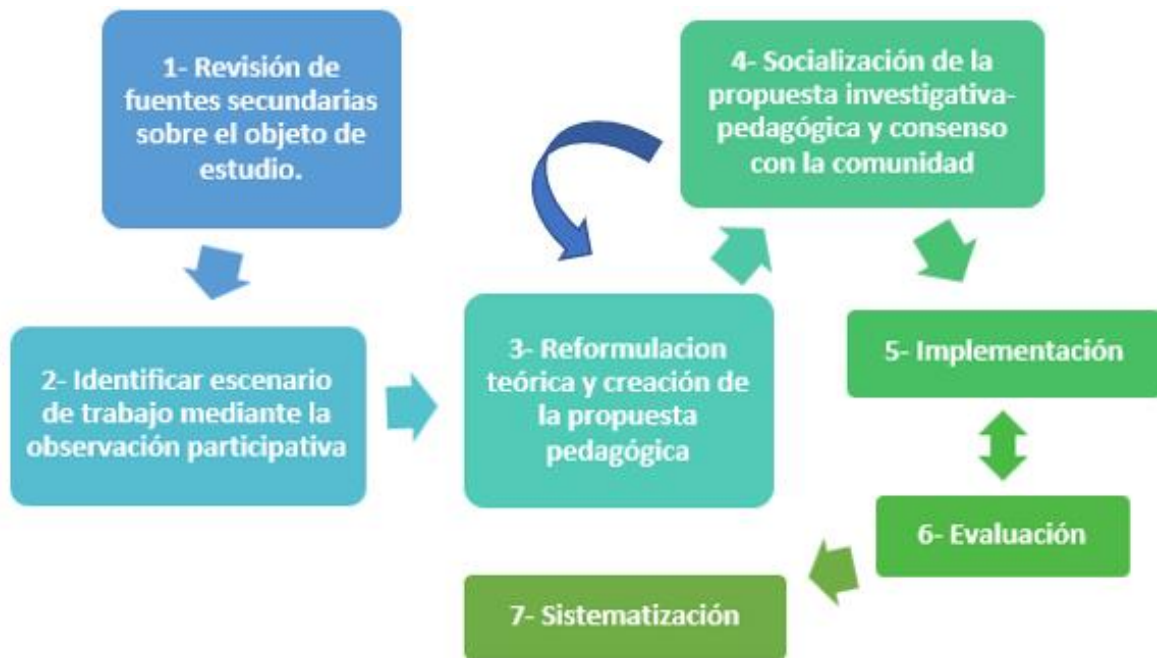 1- Revisión de
fuentes secundarias
sobre el objeto de
estudio.
2- Identificar escenario
de trabajo mediante la
observación participativa
3- Reformulacion
teórica y creación de
la propuesta
pedagógica
4- Socialización de la
propuesta investigativa-
pedagógica y consenso
con la comunidad
5- Implementación
6- Evaluación
7- Sistematización